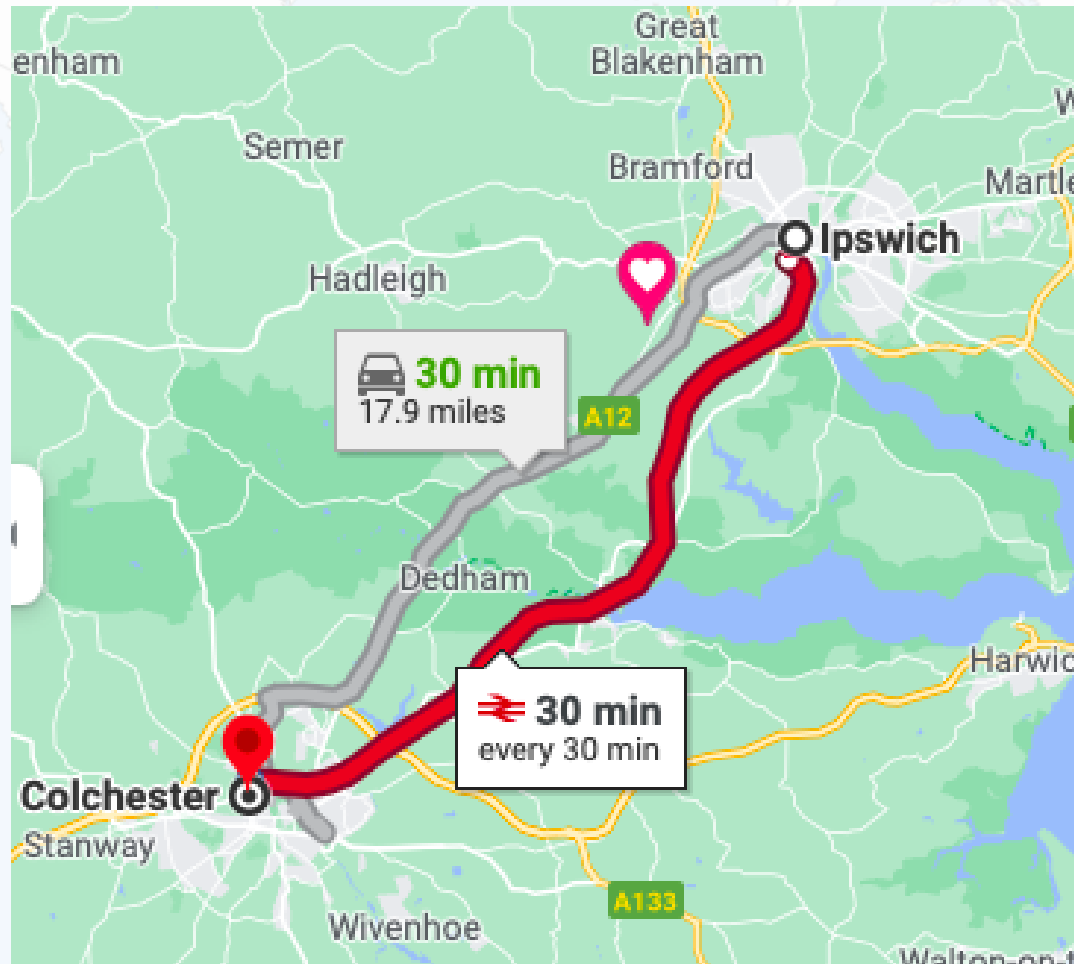 Great
Blakenham
enham
Semer
Bramford
Martle
Ipswich
Hadleigh
30 min
17.9 miles
A12
Dedham
Harwic
30 min
every 30 min
Colchester
Stanway
A133
Wivenhoe